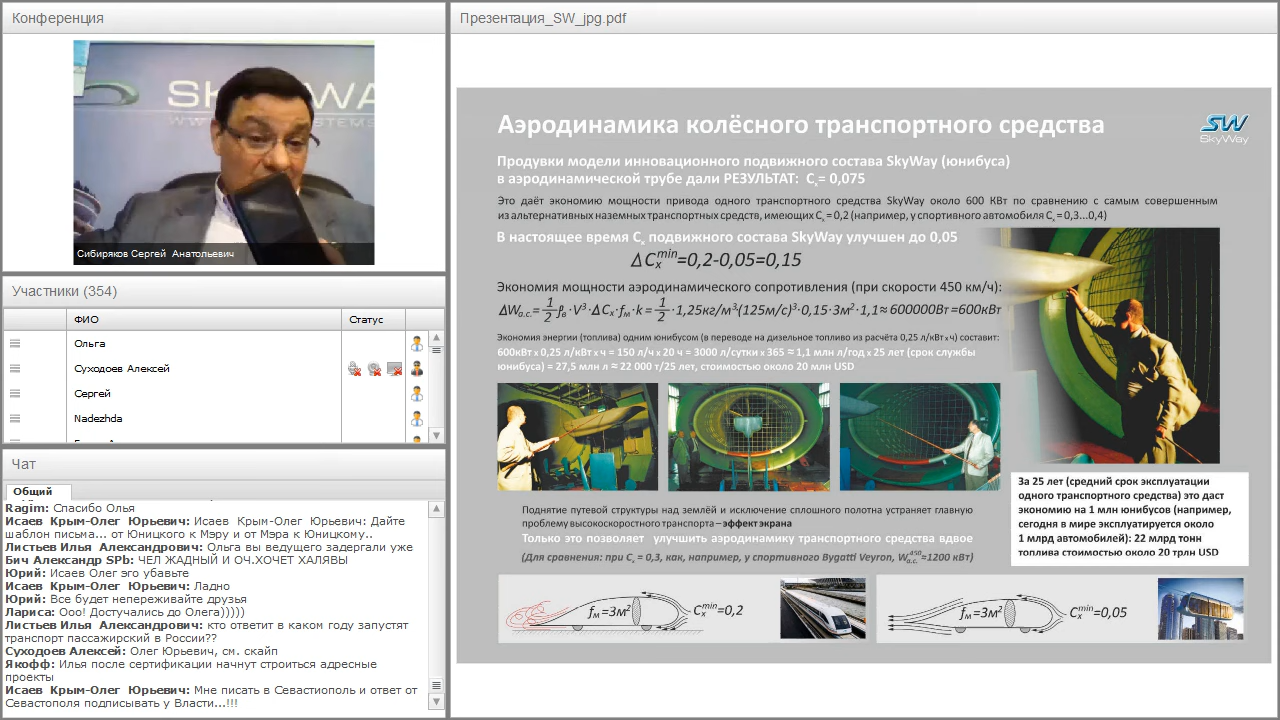 Конференция
SKYWA
Сибиряков Сергей Анатольевич
Участники (354)
ФИО
Статус
Ольга
Суходоев Алексей
Сергей
Nadezhda
Чат
Общий
Ragim: Спасибо Олья
Исаев Крым-Олег Юрьевич: Исаев Крым-Олег Юрьевич: Дайте
шаблон письма... от Юницкого к Мэру и от Мэра к Юницкому..
Листьев Илья Александрович: Ольга вы ведущего задергали уже
Бич Александр SPb: ЧЕЛ ЖАДНЫЙ И ОЧ.ХОЧЕТ ХАЛЯВЫ
Юрий: Исаев Олег эго убавьте
Исаев Крым-Олег Юрьевич: Ладно
Юрий: Все будет непереживайте друзья
Лариса: Ооо! Достучались до Олега)))))
Листьев Илья Александрович: кто ответит в каком году запустят
транспорт пассажирский в России??
Суходоев Алексей: Олег Юрьевич, см. скайп
Якофф: Илья после сертификации начнут строиться адресные
проекты
Исаев Крым-Олег Юрьевич: Мне писать в Севастиополь и ответ от
Севастополя подписывать у Власти...!!!
Презентация_SW_jpg.pdf
Аэродинамика колёсного транспортного средства
SW
SkyWay
Продувки модели инновационного подвижного состава SkyWay (юнибуса)
в аэродинамической трубе дали РЕЗУЛЬТАТ: Cₓ= 0,075
Это даёт экономию мощности привода одного транспортного средства SkyWay около 600 КВт по сравнению с самым совершенным
из альтернативных наземных транспортных средств, имеющих Cₓ = 0,2 (например, у спортивного автомобиля Cₓ = 0,3...0,4)
В настоящее время Cₓ подвижного состава SkyWay улучшен до 0,05
ΔCₓᵐⁱⁿ=0,2-0,05=0,15
Экономия мощности аэродинамического сопротивления (при скорости 450 км/ч):
ΔWа.с.= 1/2 ρв·V³·ΔCₓ·fм·k = 1/2 ·1,25кг/м³(125м/с)³·0,15·3м²·1,1≈600000Вт=600кВт
Экономия энергии (топлива) одним юнибусом (в переводе на дизельное топливо из расчёта 0,25 л/кВт x ч) составит:
600кВт x 0,25 л/кВт x ч = 150 л/ч x 20 ч = 3000 л/сутки x 365 ≈ 1,1 млн л/год x 25 лет (срок службы
юнибуса) = 27,5 млн л ≈ 22 000 т/25 лет, стоимостью около 20 млн USD
За 25 лет (средний срок эксплуатации
одного транспортного средства) это даст
экономию на 1 млн юнибусов (например,
сегодня в мире эксплуатируется около
1 млрд автомобилей): 22 млрд тонн
топлива стоимостью около 20 трлн USD
Поднятие путевой структуры над землёй и исключение сплошного полотна устраняет главную
проблему высокоскоростного транспорта – эффект экрана
Только это позволяет улучшить аэродинамику транспортного средства вдвое
(Для сравнения: при Cₓ = 0,3, как, например, у спортивного Bygatti Veyron, Wа.с.⁴⁵⁰≈1200 кВт)
fм=3м² Cₓᵐⁱⁿ=0,2
fм=3м² Cₓᵐⁱⁿ=0,05